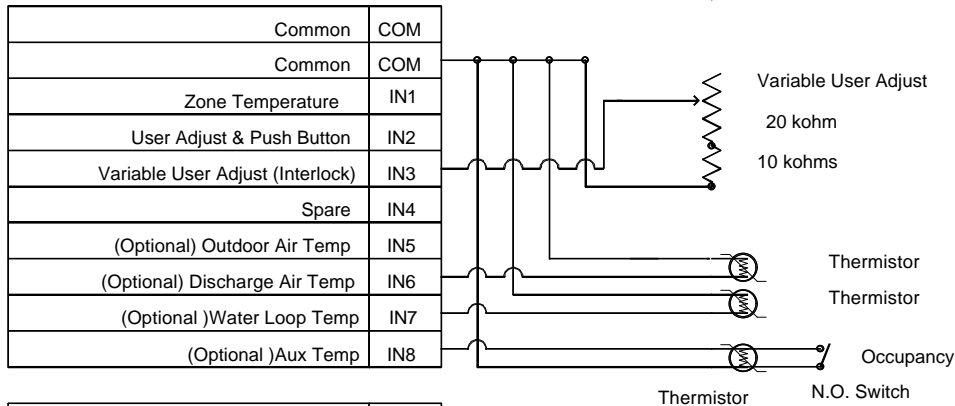 Common COM
Common COM
Zone Temperature IN1
User Adjust & Push Button IN2
Variable User Adjust (Interlock) IN3
Spare IN4
(Optional) Outdoor Air Temp IN5
(Optional) Discharge Air Temp IN6
(Optional )Water Loop Temp IN7
(Optional )Aux Temp IN8
Variable User Adjust
20 kohm
10 kohms
Thermistor
Thermistor
Occupancy
Thermistor
N.O. Switch